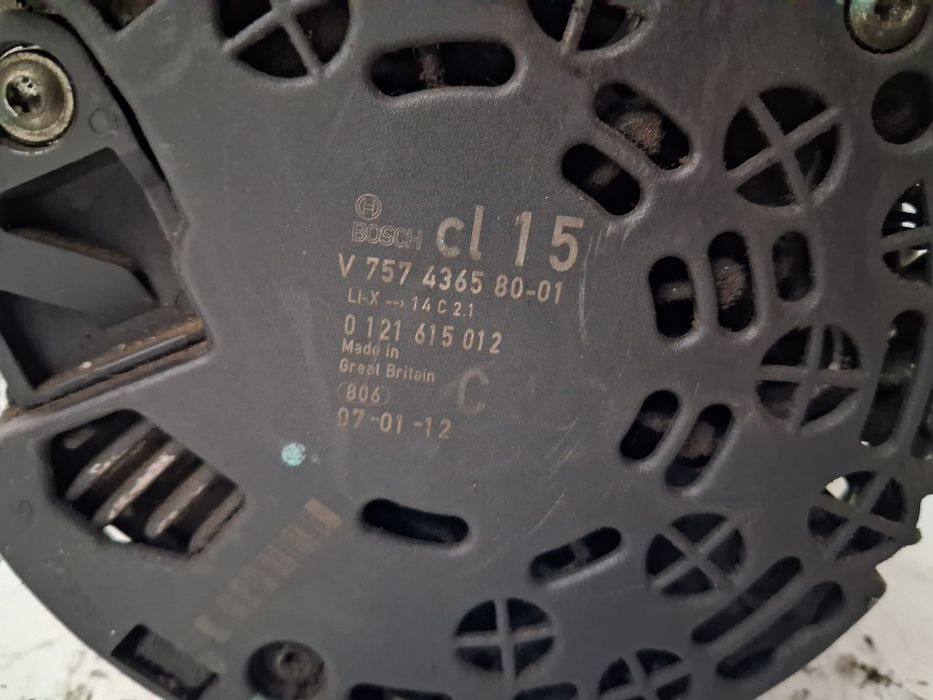 BOSCH cl 15
V 757 4365 80-01
LI-X --> 14 C 2.1
0 121 615 012
Made in
Great Britain C
806
07-01-12